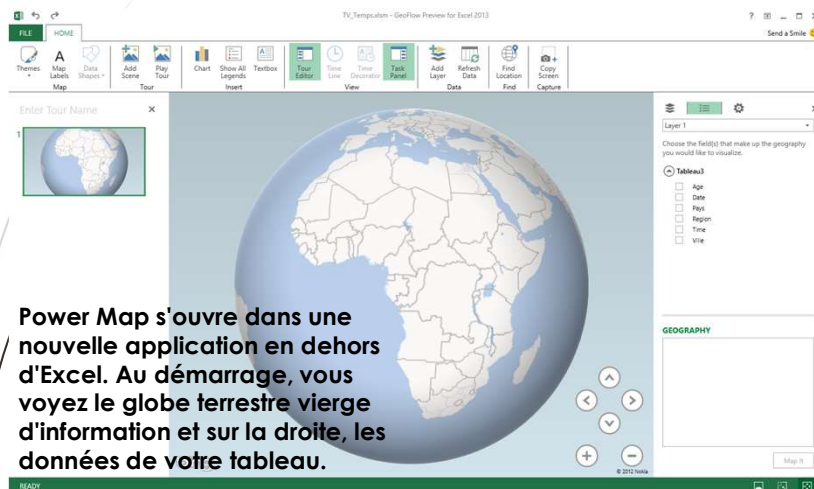 TV_Temps.xlsm - GeoFlow Preview for Excel 2013
FILE HOME
Send a Smile
Themes
Map Labels
Data Shapes
Add Scene
Play Tour
Chart
Show All Legends
Textbox
Tour Editor
Time Line
Time Decorator
Task Panel
Add Layer
Refresh Data
Find Location
Copy Screen
Map Tour Insert View Data Find Capture
Enter Tour Name
1
Layer 1
Choose the field(s) that make up the geography
you would like to visualize.
Tableau3
Age
Date
Pays
Region
Time
Ville
GEOGRAPHY
Map It
Power Map s'ouvre dans une
nouvelle application en dehors
d'Excel. Au démarrage, vous
voyez le globe terrestre vierge
d'information et sur la droite, les
données de votre tableau.
© 2012 Nokia
READY